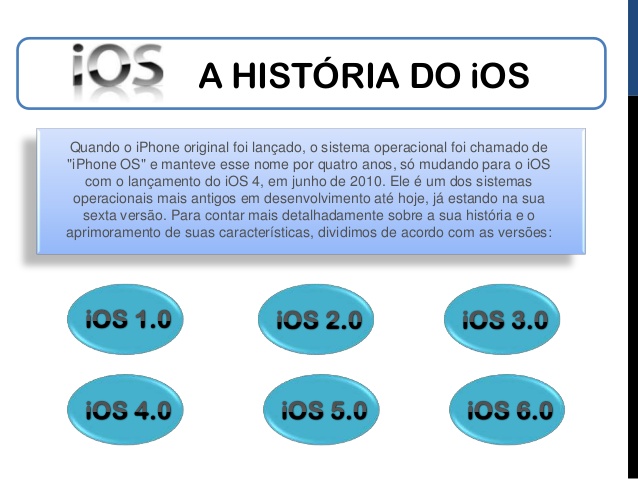 iOS A HISTÓRIA DO iOS
Quando o iPhone original foi lançado, o sistema operacional foi chamado de
"iPhone OS" e manteve esse nome por quatro anos, só mudando para o iOS
com o lançamento do iOS 4, em junho de 2010. Ele é um dos sistemas
operacionais mais antigos em desenvolvimento até hoje, já estando na sua
sexta versão. Para contar mais detalhadamente sobre a sua história e o
aprimoramento de suas características, dividimos de acordo com as versões:
iOS 1.0 iOS 2.0 iOS 3.0
iOS 4.0 iOS 5.0 iOS 6.0